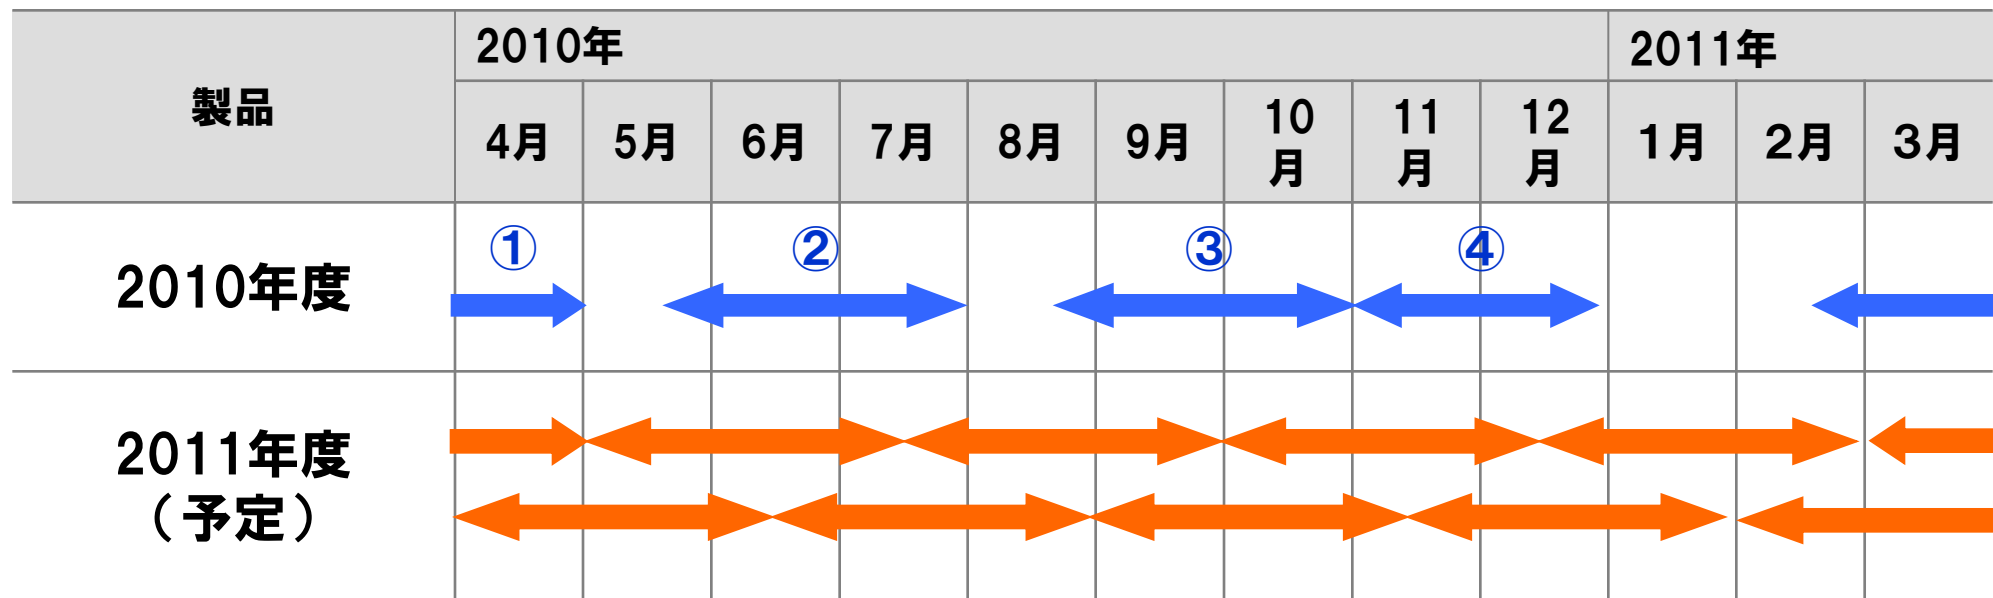 製品
2010年
2011年
4月
5月
6月
7月
8月
9月
10
月
11
月
12
月
1月
2月
3月
2010年度
①
②
③
④
2011年度
（予定）